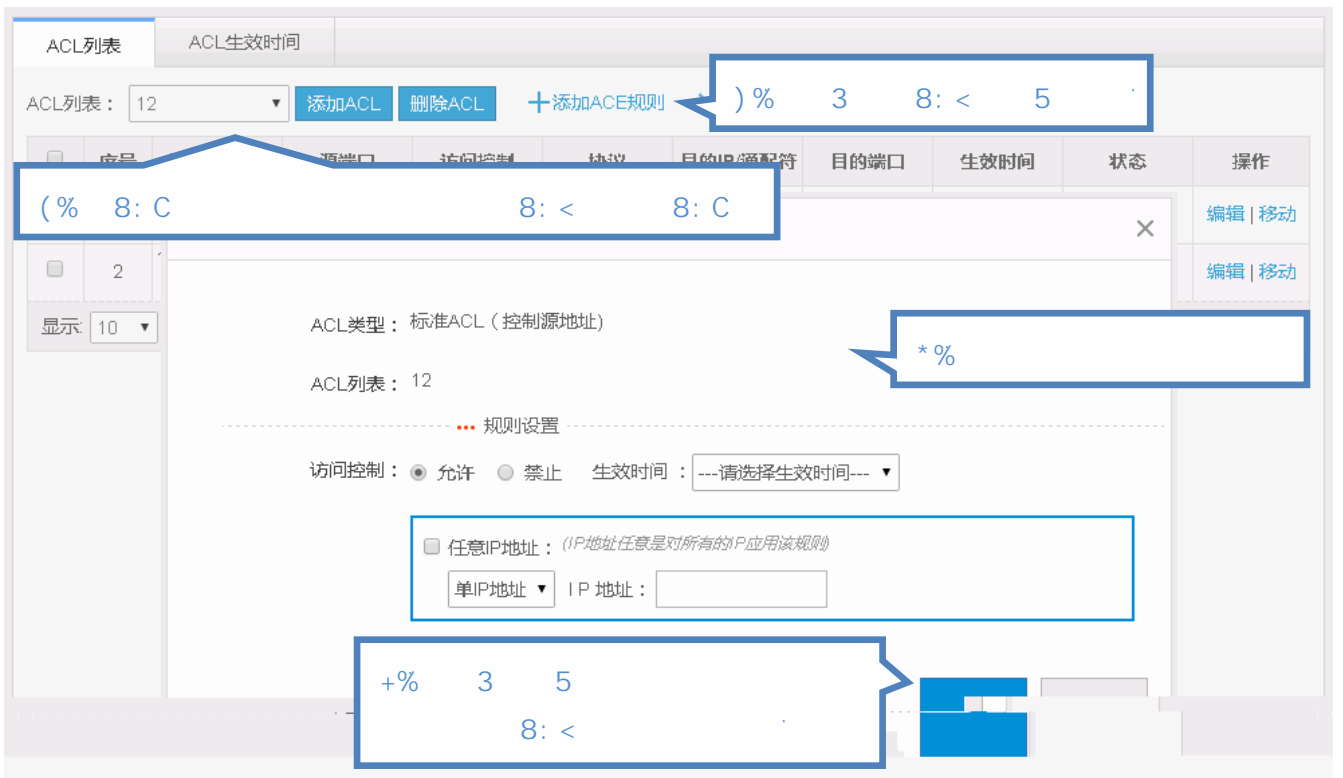 ACL列表 ACL生效时间
ACL列表： 12 添加ACL 删除ACL 添加ACE规则
)% 3 8: < 5
序号 源端口 访问控制 协议 目的IP/通配符 目的端口 生效时间 状态 操作
(% 8: C 8: < 8: C
编辑 | 移动
2 编辑 | 移动
显示: 10
ACL类型： 标准ACL（控制源地址)
*%
ACL列表： 12
规则设置
访问控制： 允许 禁止 生效时间 ： ---请选择生效时间---
任意IP地址： (IP地址任意是对所有的IP应用该规则)
单IP地址 IP 地址：
+% 3 5
8: <